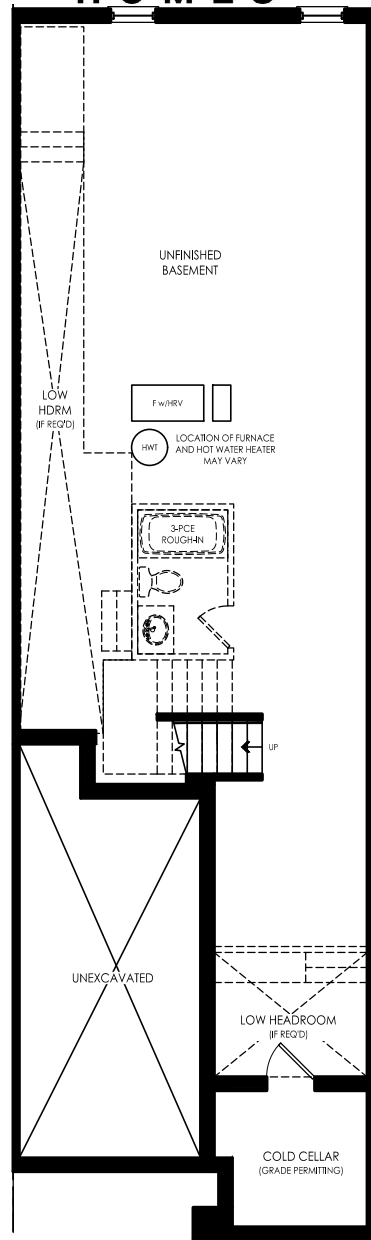 HOMES
UNFINISHED
BASEMENT
LOW
HDRM
(IF REQ'D)
F w/HRV
HWT
LOCATION OF FURNACE
AND HOT WATER HEATER
MAY VARY
3-PCE
ROUGH-IN
UP
UNEXCAVATED
LOW HEADROOM
(IF REQ'D)
COLD CELLAR
(GRADE PERMITTING)